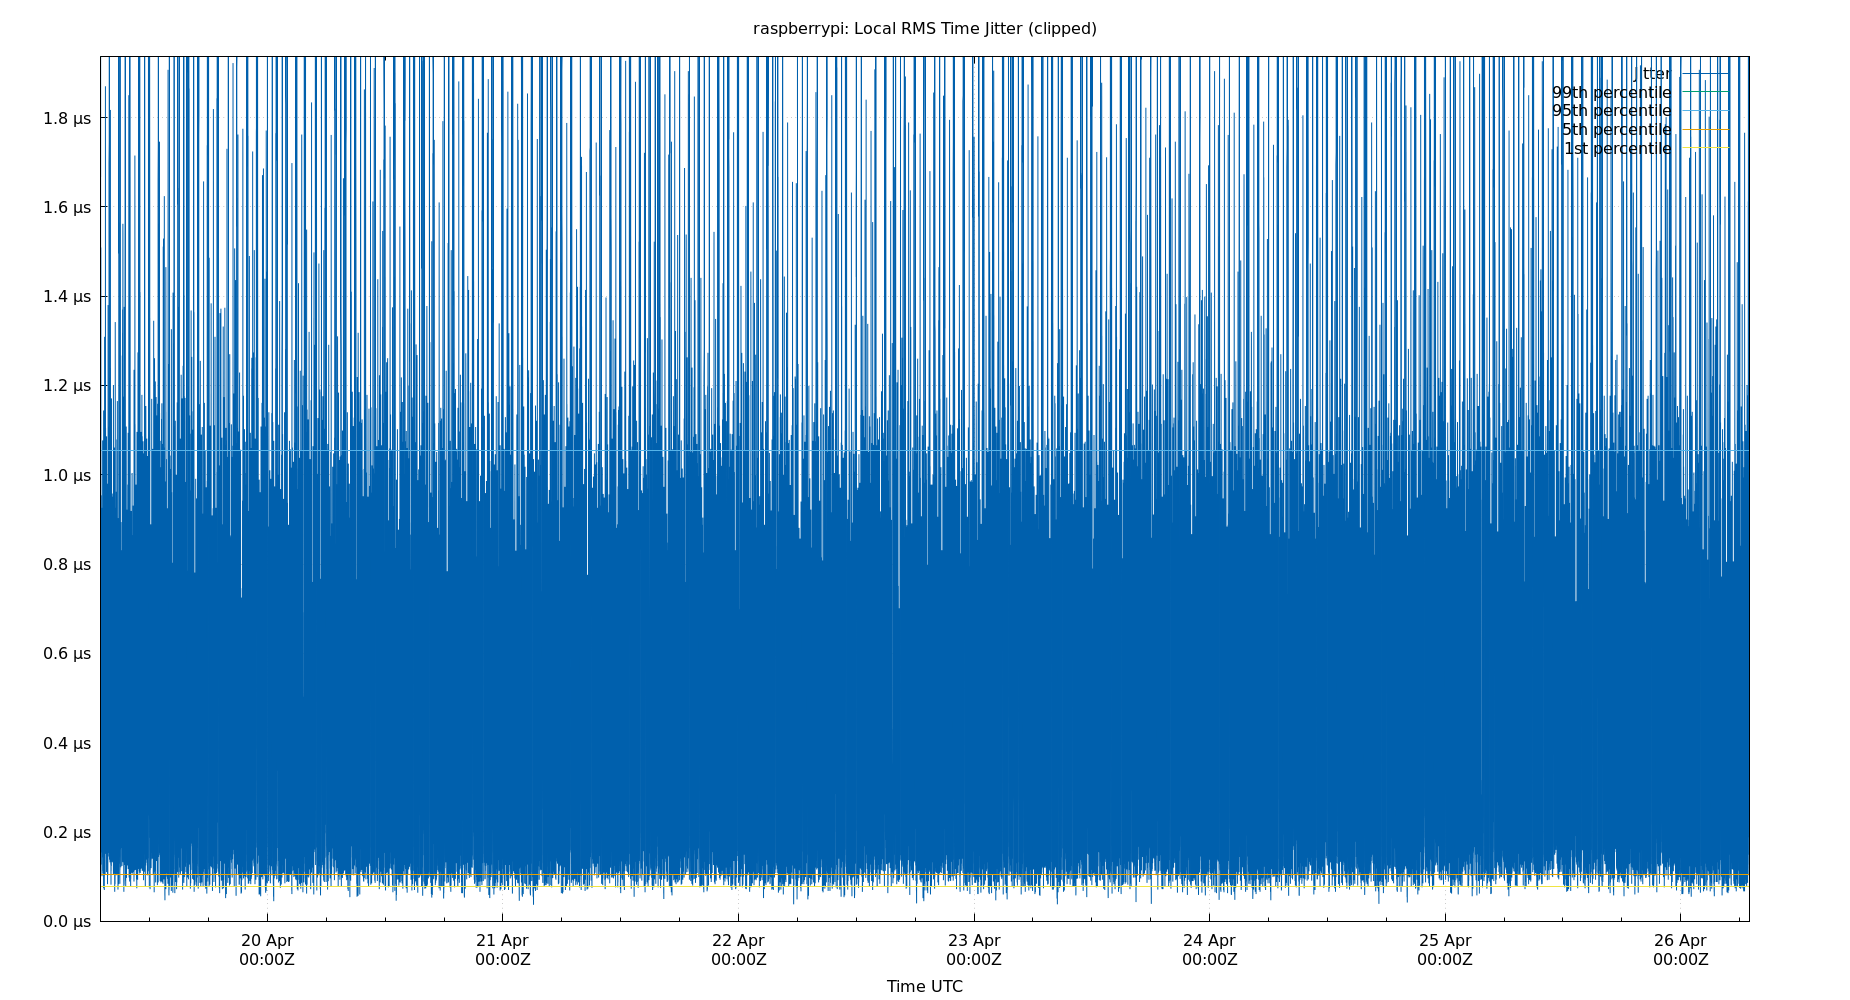 raspberrypi: Local RMS Time Jitter (clipped)
jitter
99th percentile
95th percentile
5th percentile
1st percentile
1.8 µs
1.6 µs
1.4 µs
1.2 µs
1.0 µs
0.8 µs
0.6 µs
0.4 µs
0.2 µs
0.0 µs
20 Apr 21 Apr 22 Apr 23 Apr 24 Apr 25 Apr 26 Apr
00:00Z 00:00Z 00:00Z 00:00Z 00:00Z 00:00Z 00:00Z
Time UTC